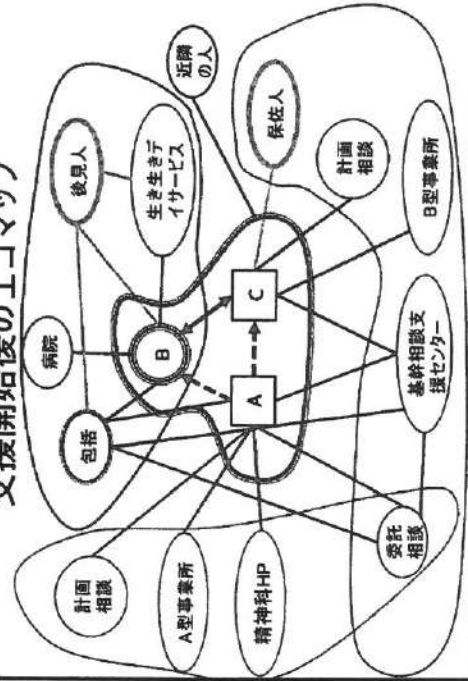 支援開始後のエコマップ
病院
後見人
近隣
の人
包括
生き生きデ
イサービス
計画
相談
B
保佐人
A型事業所
A
C
計画
相談
精神科HP
委託
相談
基幹相談支
援センター
B型事業所